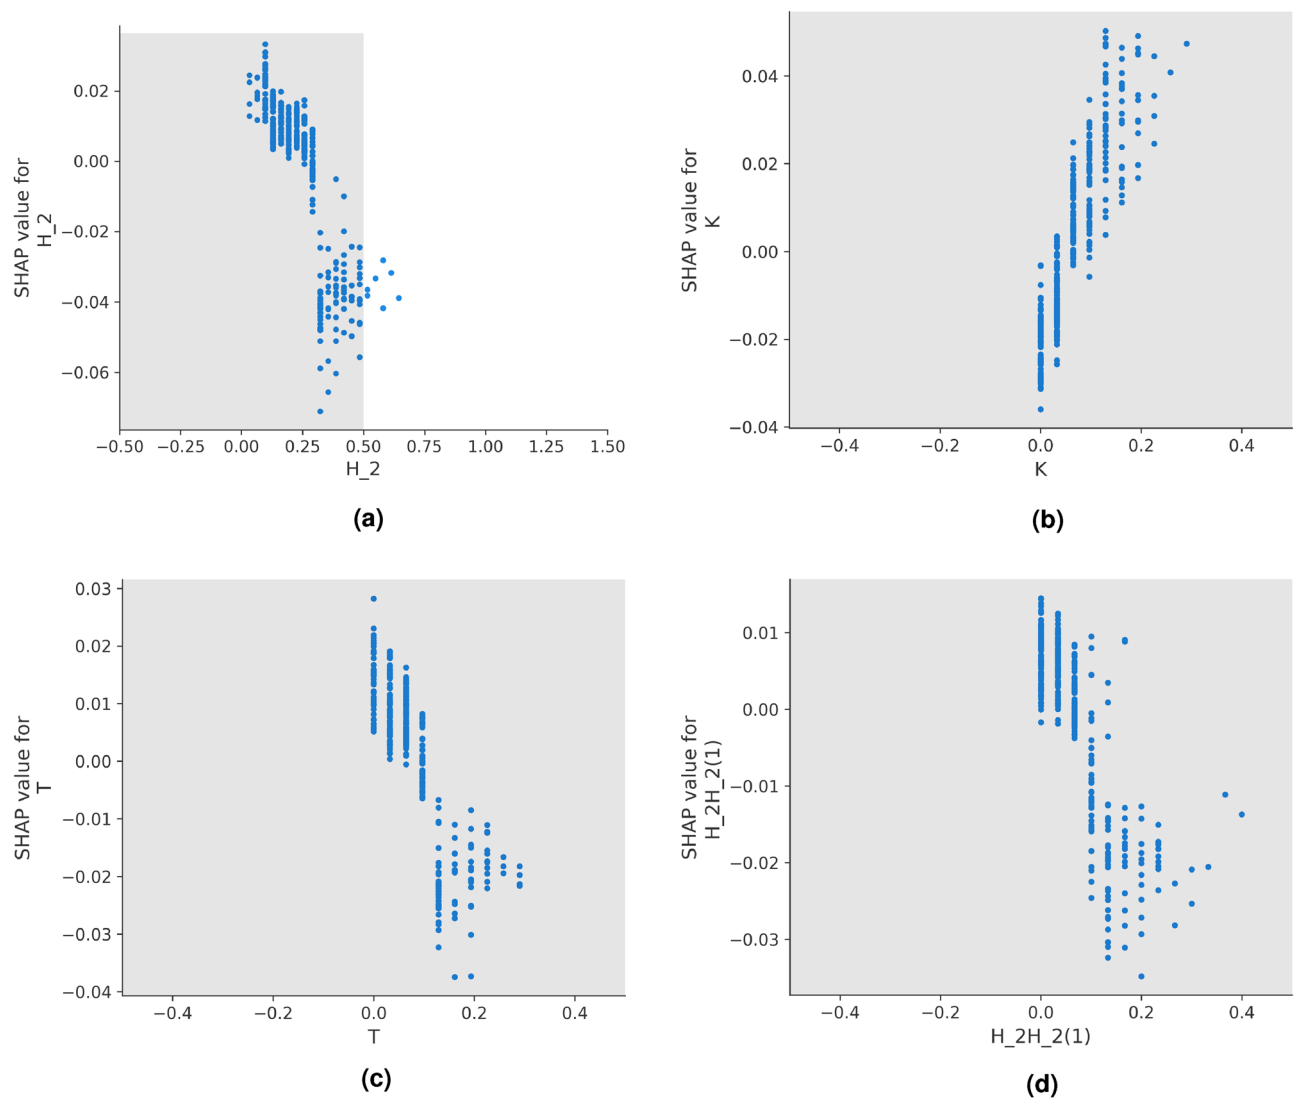 0.02
0.00
−0.02
−0.04
−0.06
SHAP value for
H_2
−0.50 −0.25 0.00 0.25 0.50 0.75 1.00 1.25 1.50
H_2
(a)
0.04
0.02
0.00
−0.02
−0.04
SHAP value for
K
−0.4 −0.2 0.0 0.2 0.4
K
(b)
0.03
0.02
0.01
0.00
−0.01
−0.02
−0.03
−0.04
SHAP value for
T
−0.4 −0.2 0.0 0.2 0.4
T
(c)
0.01
0.00
−0.01
−0.02
−0.03
SHAP value for
H_2H_2(1)
−0.4 −0.2 0.0 0.2 0.4
H_2H_2(1)
(d)